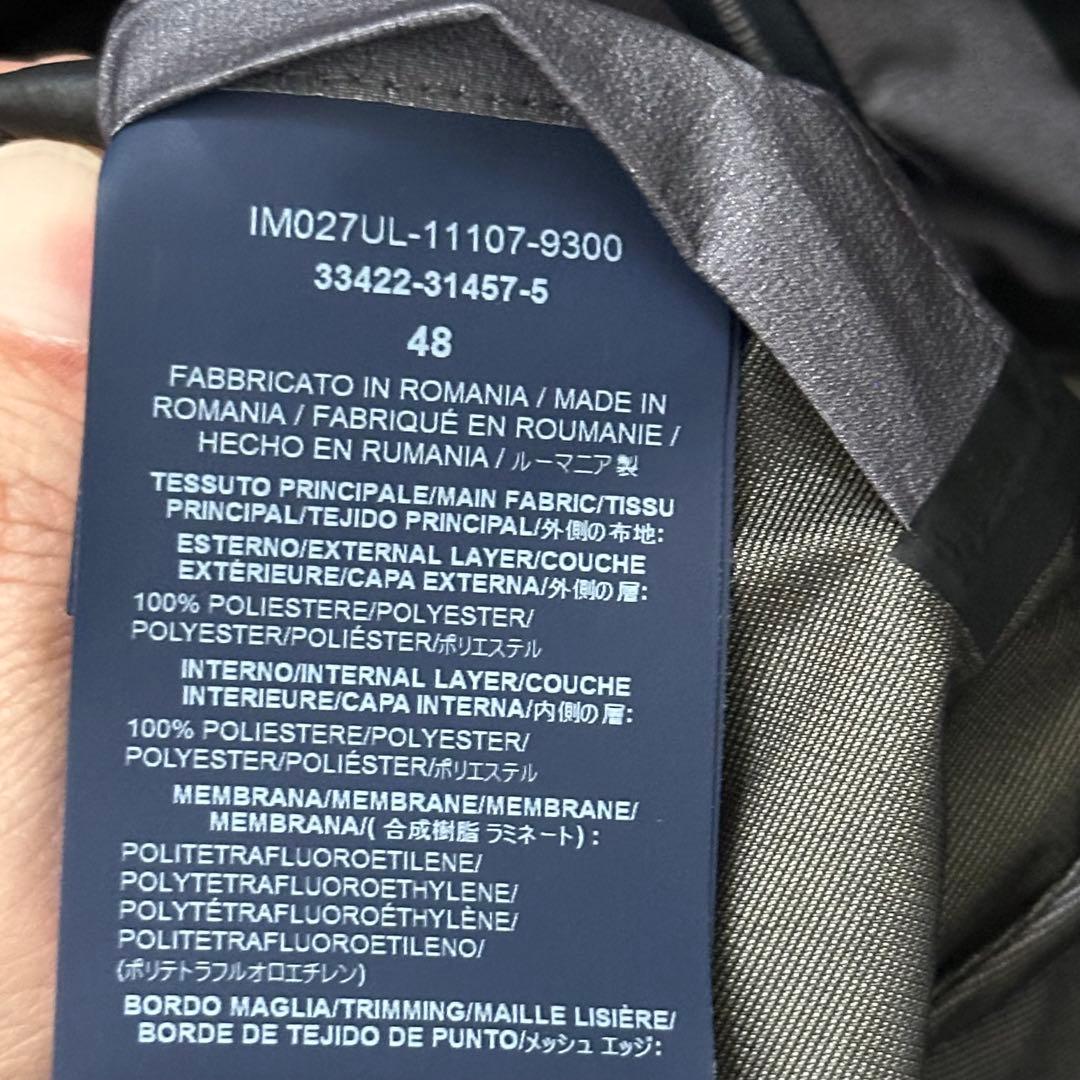 IM027UL-11107-9300
33422-31457-5
48
FABBRICATO IN ROMANIA / MADE IN
ROMANIA / FABRIQUÉ EN ROUMANIE /
HECHO EN RUMANIA / ルーマニア製
TESSUTO PRINCIPALE/MAIN FABRIC/TISSU
PRINCIPAL/TEJIDO PRINCIPAL/外側の布地:
ESTERNO/EXTERNAL LAYER/COUCHE
EXTÉRIEURE/CAPA EXTERNA/外側の層:
100% POLIESTERE/POLYESTER/
POLYESTER/POLIÉSTER/ポリエステル
INTERNO/INTERNAL LAYER/COUCHE
INTERIEURE/CAPA INTERNA/内側の層:
100% POLIESTERE/POLYESTER/
POLYESTER/POLIÉSTER/ポリエステル
MEMBRANA/MEMBRANE/MEMBRANE/
MEMBRANA/( 合成樹脂 ラミネート) :
POLITETRAFLUOROETILENE/
POLYTETRAFLUOROETHYLENE/
POLYTÉTRAFLUOROÉTHYLÈNE/
POLITETRAFLUOROETILENO/
(ポリテトラフルオロエチレン)
BORDO MAGLIA/TRIMMING/MAILLE LISIÈRE/
BORDE DE TEJIDO DE PUNTO/メッシュ エッジ: